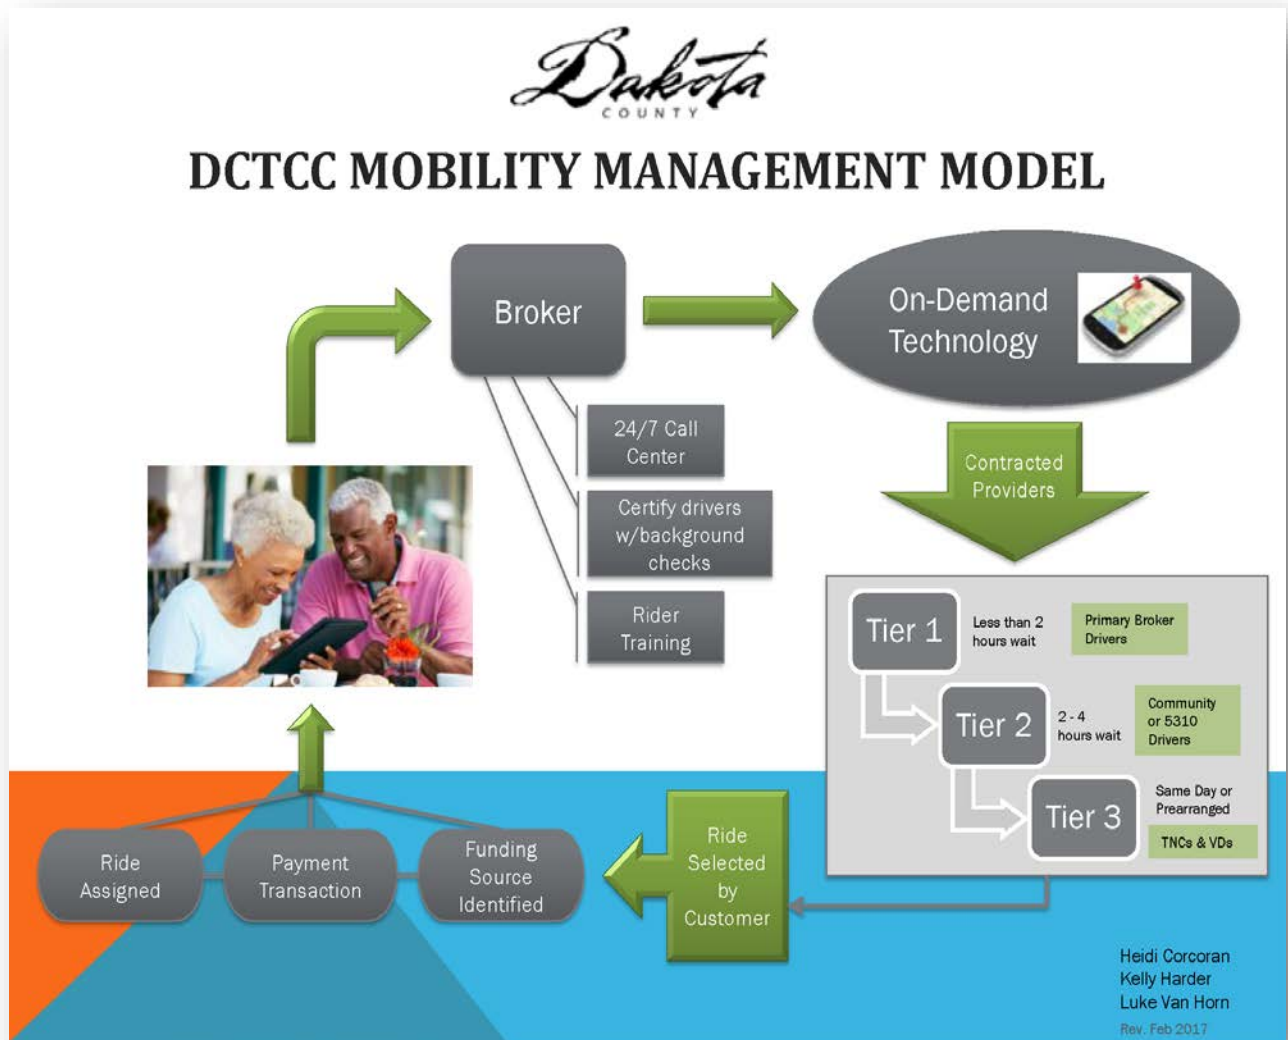 Dakota
COUNTY
DCTCC MOBILITY MANAGEMENT MODEL
Broker
On-Demand
Technology
24/7 Call
Center
Certify drivers
w/background
checks
Rider
Training
Contracted
Providers
Tier 1
Less than 2
hours wait
Primary Broker
Drivers
Tier 2
2 - 4
hours wait
Community
or 5310
Drivers
Tier 3
Same Day or
Prearranged
TNCs & VDs
Ride
Selected
by
Customer
Funding
Source
Identified
Payment
Transaction
Ride
Assigned
Heidi Corcoran
Kelly Harder
Luke Van Horn
Rev. Feb 2017